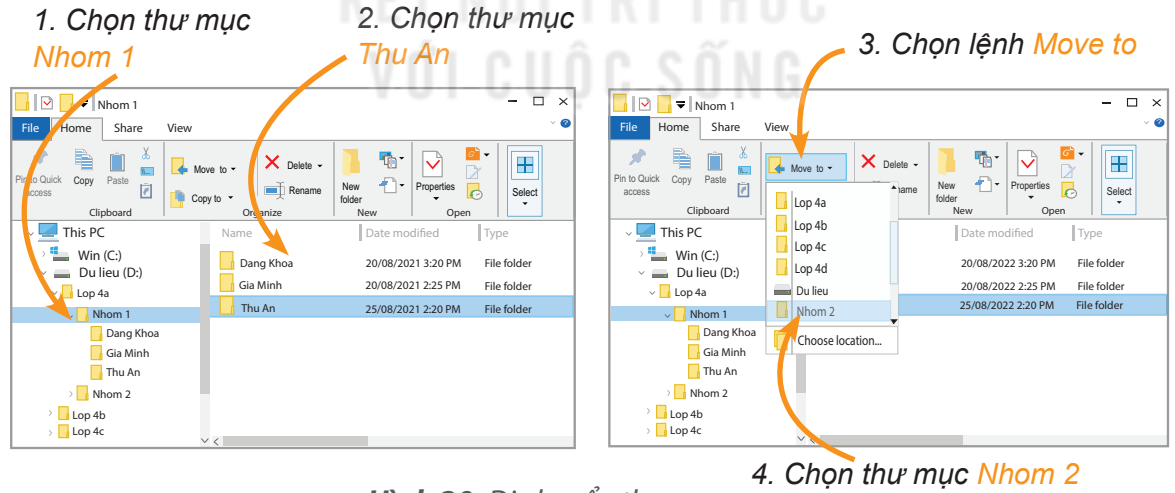 KẾT NỐI TRI THỨC
VỚI CUỘC SỐNG
1. Chọn thư mục
Nhom 1
2. Chọn thư mục
Thu An
3. Chọn lệnh Move to
Nhom 1
File Home Share View
Pin to Quick
access
Copy
Paste
Clipboard
Move to
Copy to
Delete
Rename
Organize
New
folder
New
Properties
Open
Select
This PC
Win (C:)
Du lieu (D:)
Lop 4a
Nhom 1
Dang Khoa
Gia Minh
Thu An
Nhom 2
Lop 4b
Lop 4c
Name Date modified Type
Dang Khoa 20/08/2021 3:20 PM File folder
Gia Minh 20/08/2021 2:25 PM File folder
Thu An 25/08/2021 2:20 PM File folder
Nhom 1
File Home Share View
Pin to Quick
access
Copy
Paste
Clipboard
Move to
Delete
name
New
folder
New
Properties
Open
Select
Lop 4a
Lop 4b
Lop 4c
Lop 4d
Du lieu
Nhom 2
Choose location...
This PC
Win (C:)
Du lieu (D:)
Lop 4a
Nhom 1
Dang Khoa
Gia Minh
Thu An
Nhom 2
Lop 4b
Lop 4c
Date modified Type
20/08/2022 3:20 PM File folder
20/08/2022 2:25 PM File folder
25/08/2022 2:20 PM File folder
4. Chọn thư mục Nhom 2